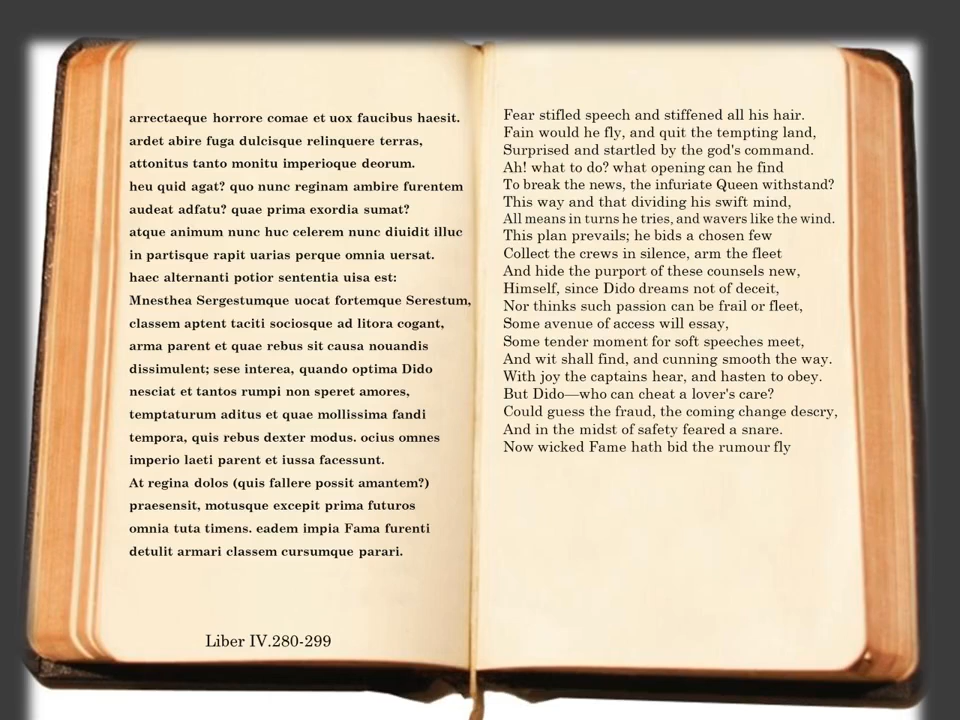 arrectaeque horrore comae et uox faucibus haesit.
ardet abire fuga dulcisque relinquere terras,
attonitus tanto monitu imperioque deorum.
heu quid agat? quo nunc reginam ambire furentem
audeat adfatu? quae prima exordia sumat?
atque animum nunc huc celerem nunc diuidit illuc
in partisque rapit uarias perque omnia uersat.
haec alternanti potior sententia uisa est:
Mnesthea Sergestumque uocat fortemque Serestum,
classem aptent taciti sociosque ad litora cogant,
arma parent et quae rebus sit causa nouandis
dissimulent; sese interea, quando optima Dido
nesciat et tantos rumpi non speret amores,
temptaturum aditus et quae mollissima fandi
tempora, quis rebus dexter modus. ocius omnes
imperio laeti parent et iussa facessunt.
At regina dolos (quis fallere possit amantem?)
praesensit, motusque excepit prima futuros
omnia tuta timens. eadem impia Fama furenti
detulit armari classem cursumque parari.
Liber IV.280-299
Fear stifled speech and stiffened all his hair.
Fain would he fly, and quit the tempting land,
Surprised and startled by the god's command.
Ah! what to do? what opening can he find
To break the news, the infuriate Queen withstand?
This way and that dividing his swift mind,
All means in turns he tries, and wavers like the wind.
This plan prevails; he bids a chosen few
Collect the crews in silence, arm the fleet
And hide the purport of these counsels new,
Himself, since Dido dreams not of deceit,
Nor thinks such passion can be frail or fleet,
Some avenue of access will essay,
Some tender moment for soft speeches meet,
And wit shall find, and cunning smooth the way.
With joy the captains hear, and hasten to obey.
But Dido—who can cheat a lover's care?
Could guess the fraud, the coming change descry,
And in the midst of safety feared a snare.
Now wicked Fame hath bid the rumour fly